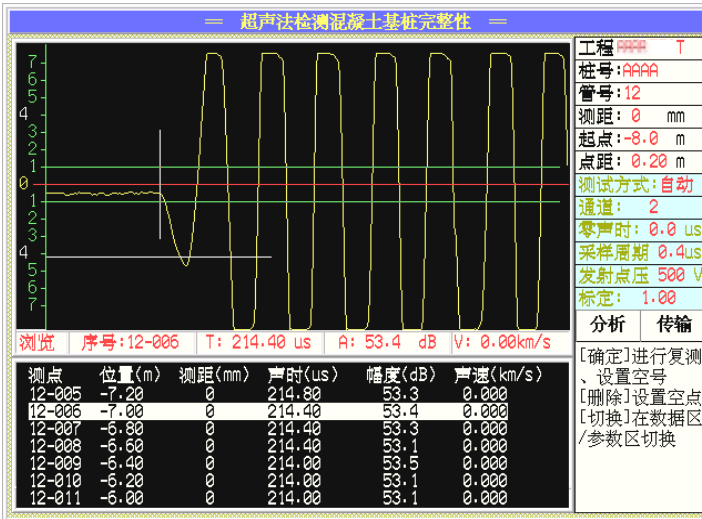 ═ 超声法检测混凝土基桩完整性 ═
7
6
5
4
3
2
1
0
1
2
3
4
5
6
7
浏览 序号:12-006 T: 214.40 us A: 53.4 dB V: 0.00km/s
测点 位置(m) 测距(mm) 声时(us) 幅度(dB) 声速(km/s)
12-005 -7.20 0 214.80 53.3 0.000
12-006 -7.00 0 214.40 53.4 0.000
12-007 -6.80 0 214.40 53.3 0.000
12-008 -6.60 0 214.40 53.1 0.000
12-009 -6.40 0 214.00 53.5 0.000
12-010 -6.20 0 214.00 53.1 0.000
12-011 -6.00 0 214.00 53.1 0.000
工程 T
桩号:AAAA
管号:12
测距: 0 mm
起点:-8.0 m
点距: 0.20 m
测试方式:自动
通道: 2
零声时: 0.0 us
采样周期 0.4us
发射点压 500 V
标定: 1.00
分析 传输
[确定]进行复测
、设置空号
[删除]设置空点
[切换]在数据区
/参数区切换